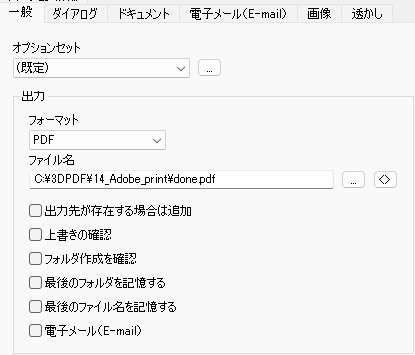 一般 ダイアログ ドキュメント 電子メール(E-mail) 画像 透かし
オプションセット
(既定) ...
出力
フォーマット
PDF
ファイル名
C:¥3DPDF¥14_Adobe_print¥done.pdf ... <>
出力先が存在する場合は追加
上書きの確認
フォルダ作成を確認
最後のフォルダを記憶する
最後のファイル名を記憶する
電子メール(E-mail)